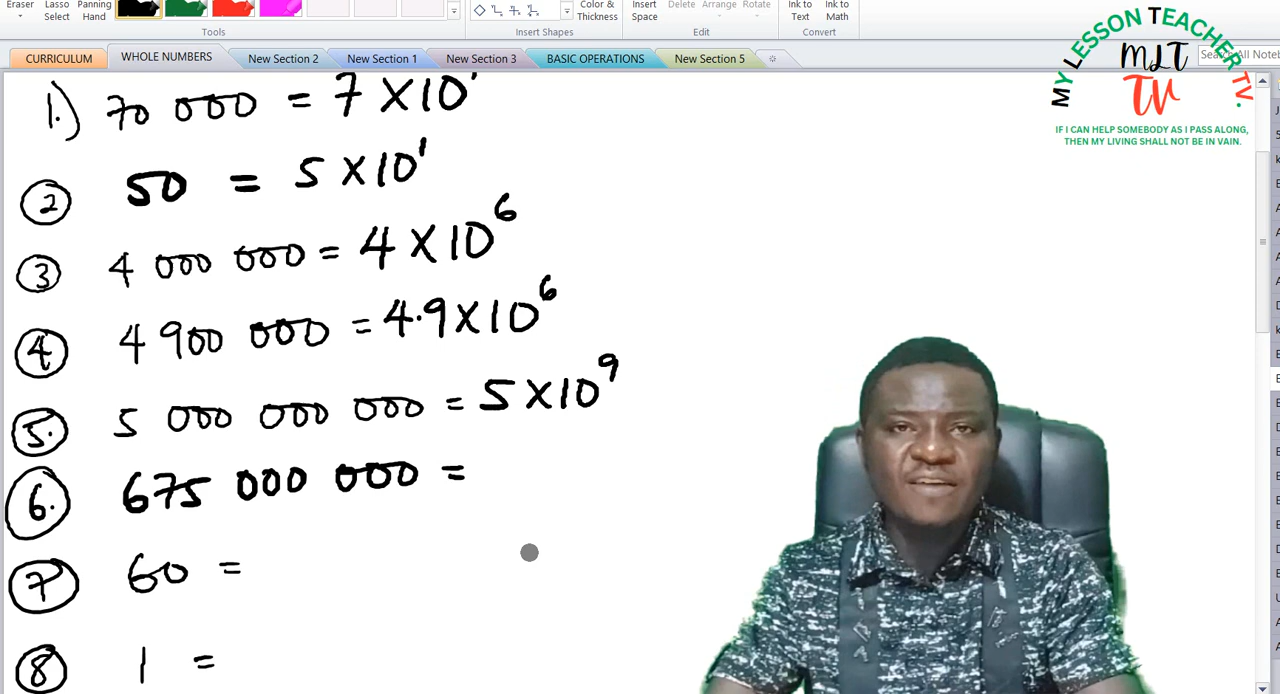 Eraser
Lasso Select
Panning Hand
Color & Thickness
Insert Space
Delete
Arrange
Rotate
Ink to Text
Ink to Math
Tools
Insert Shapes
Edit
Convert
CURRICULUM
WHOLE NUMBERS
New Section 2
New Section 1
New Section 3
BASIC OPERATIONS
New Section 5
MY LESSON TEACHER TV.
MLT
TV
IF I CAN HELP SOMEBODY AS I PASS ALONG,
THEN MY LIVING SHALL NOT BE IN VAIN.
1.) 70 000 = 7 X 10
2 50 = 5 X 10¹
3 4 000 000 = 4 X 10⁶
4 4 900 000 = 4.9 X 10⁶
5. 5 000 000 000 = 5 X 10⁹
6. 675 000 000 =
7 60 =
8 1 =